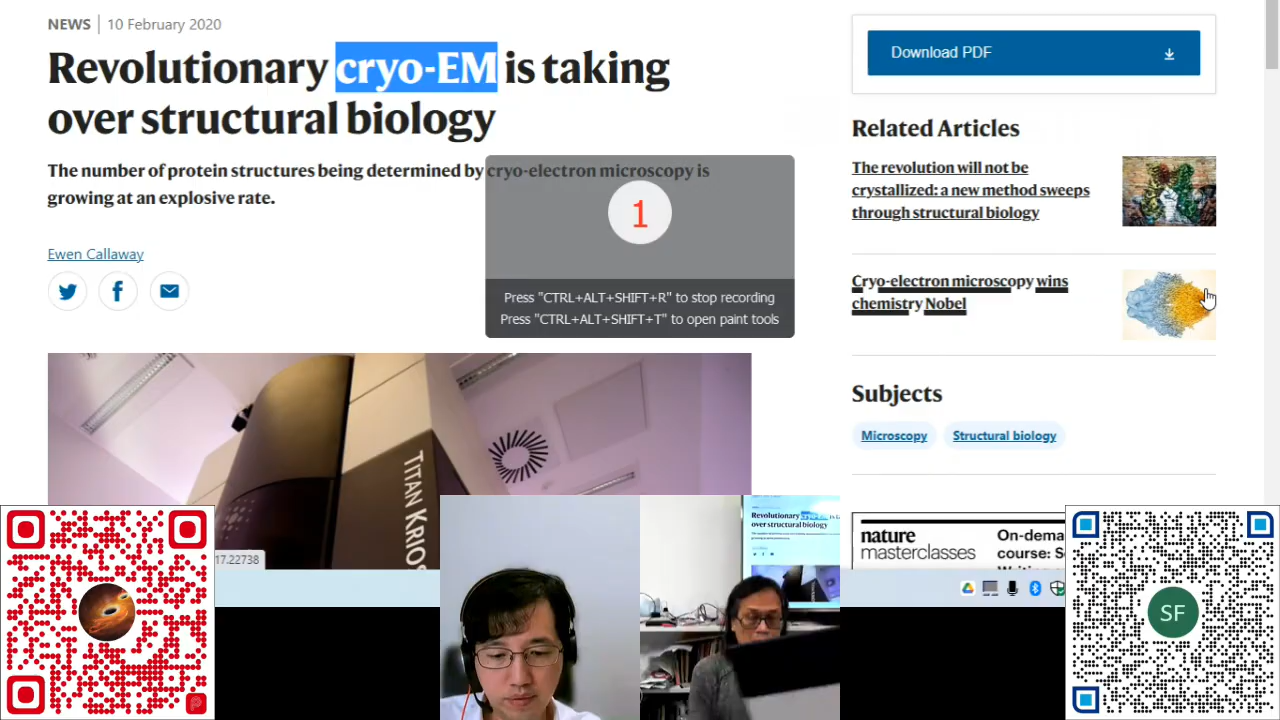 NEWS | 10 February 2020
Revolutionary cryo-EM is taking
over structural biology
The number of protein structures being determined by cryo-electron microscopy is
growing at an explosive rate.
Ewen Callaway
1
Press "CTRL+ALT+SHIFT+R" to stop recording
Press "CTRL+ALT+SHIFT+T" to open paint tools
TITAN KRIOS
17.22738
Download PDF
Related Articles
The revolution will not be
crystallized: a new method sweeps
through structural biology
Cryo-electron microscopy wins
chemistry Nobel
Subjects
Microscopy
Structural biology
nature
masterclasses
On-dema
course: S
Revolutionary
over structural biology
SF